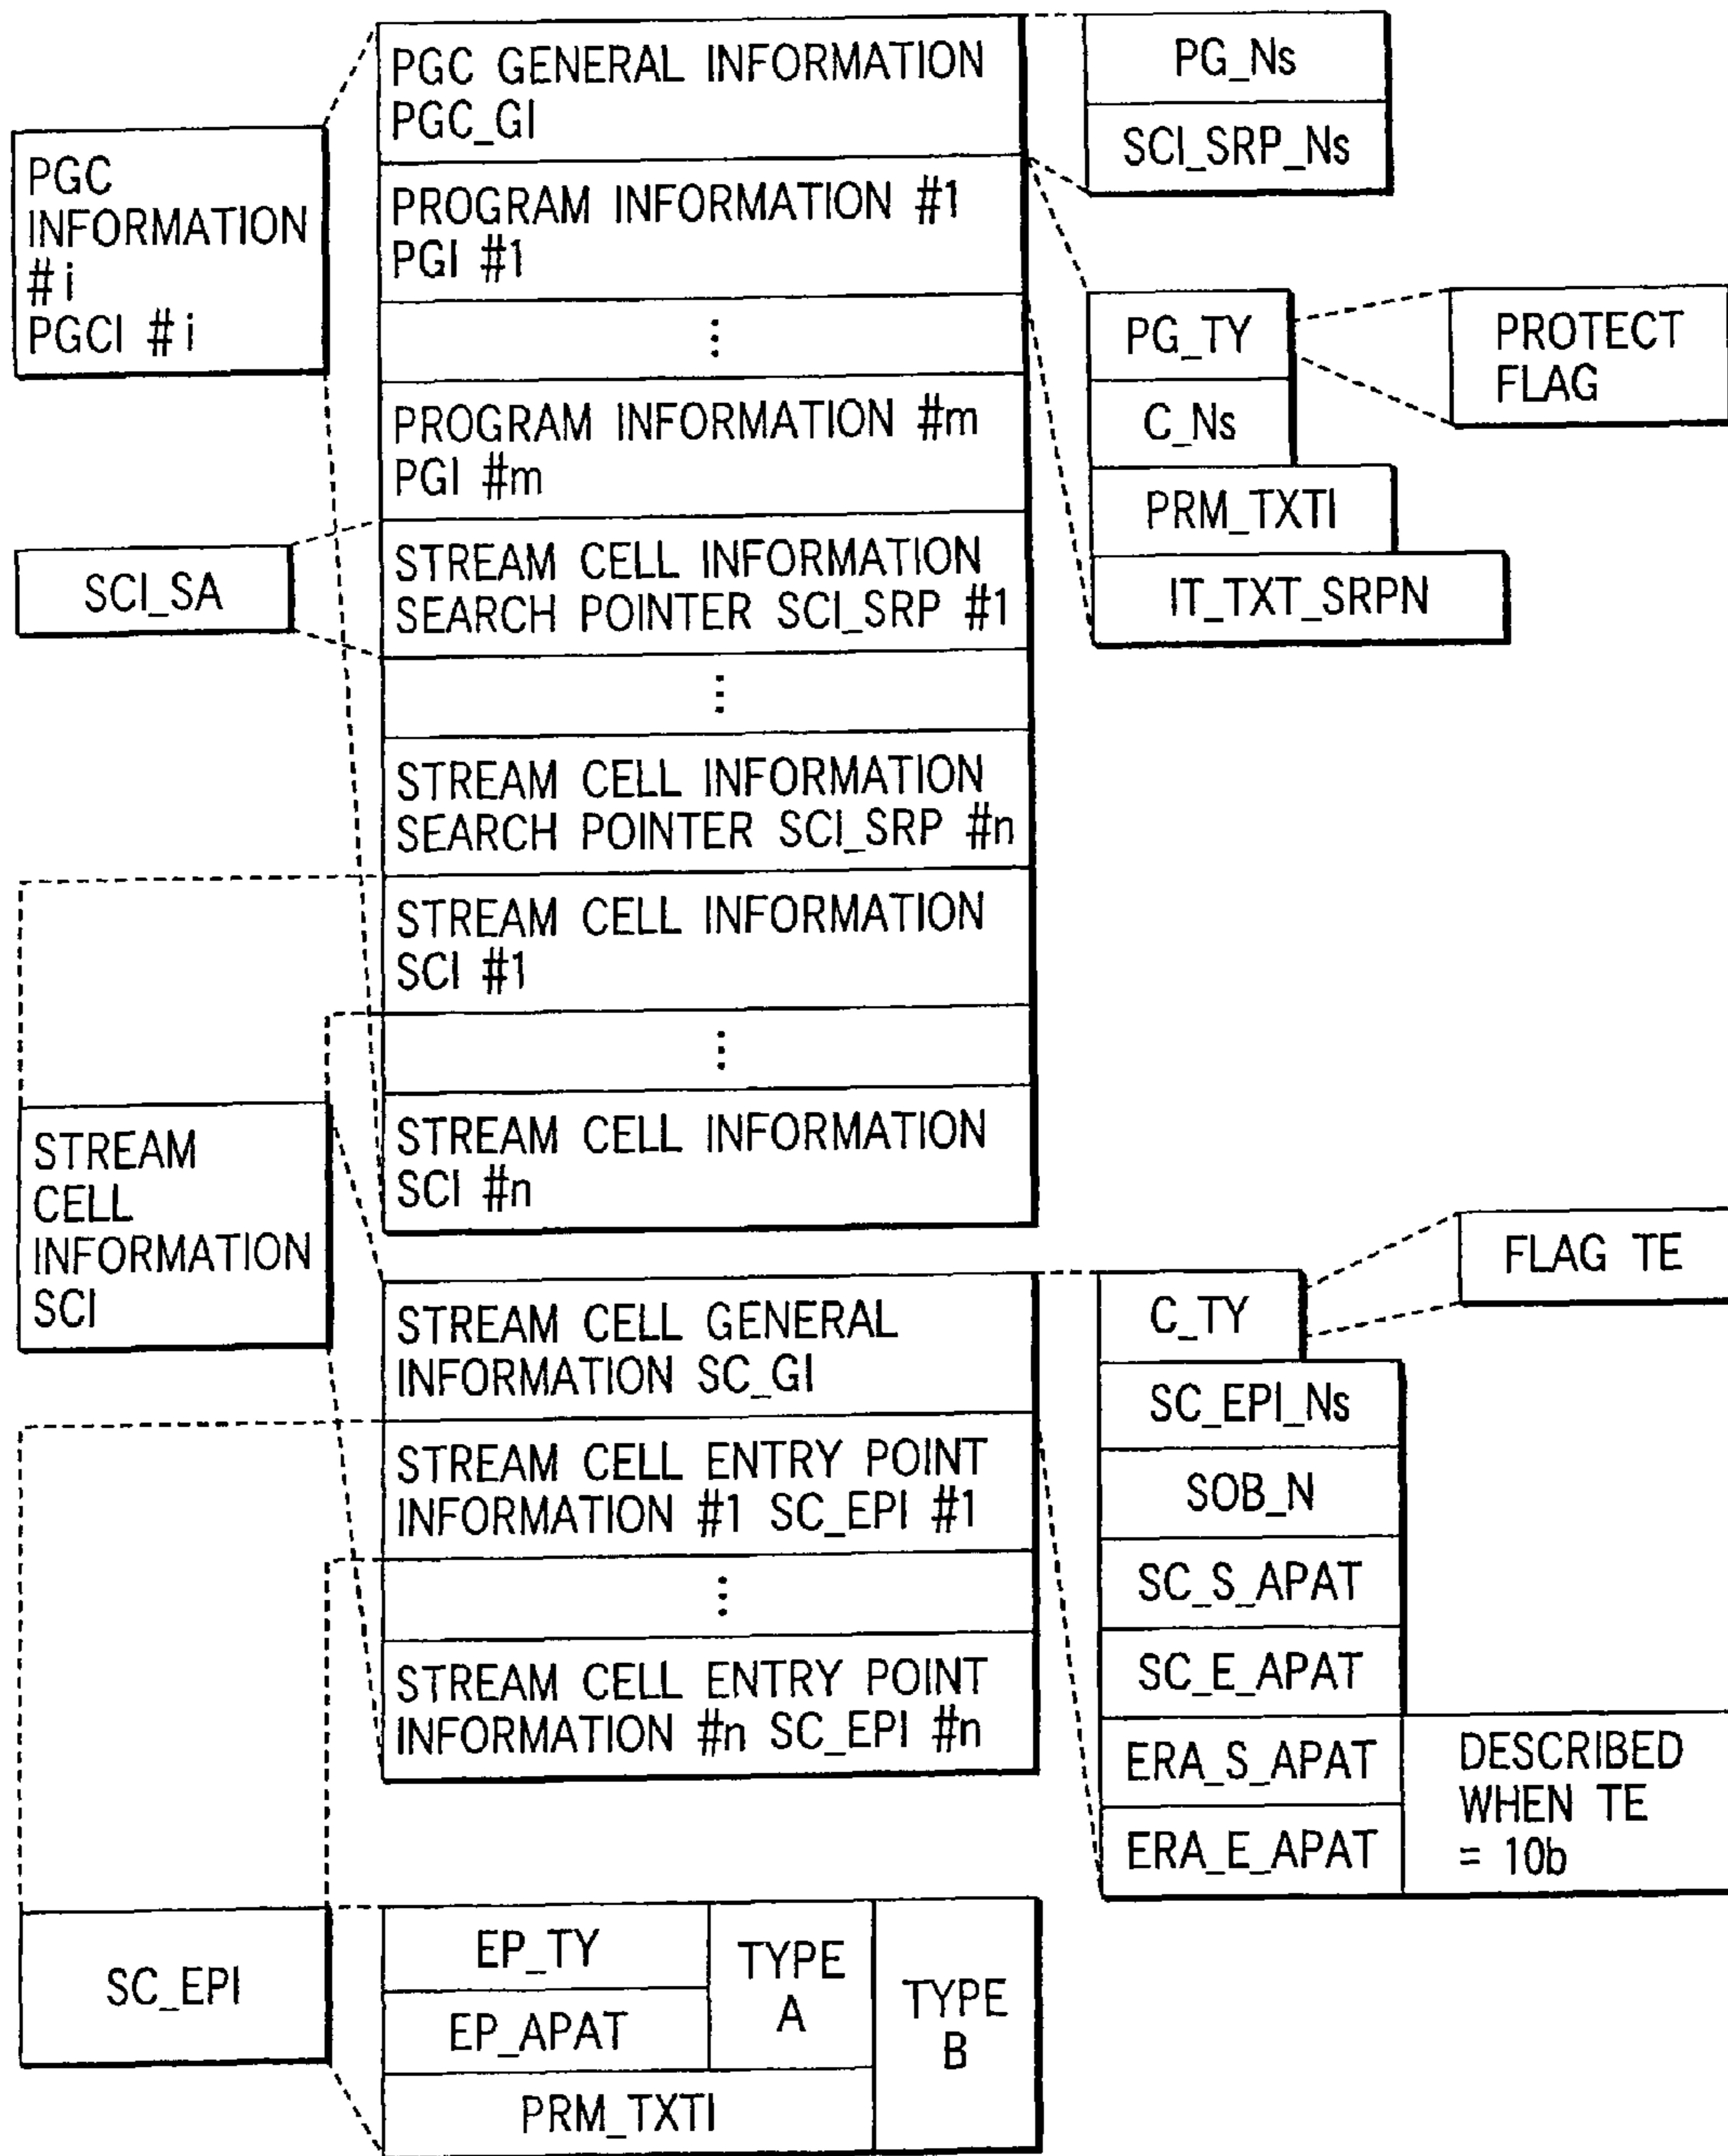 PGC
INFORMATION
# i
PGCI # i
PGC GENERAL INFORMATION
PGC_GI
PROGRAM INFORMATION #1
PGI #1
⋮
PROGRAM INFORMATION #m
PGI #m
STREAM CELL INFORMATION
SEARCH POINTER SCI_SRP #1
⋮
STREAM CELL INFORMATION
SEARCH POINTER SCI_SRP #n
STREAM CELL INFORMATION
SCI #1
⋮
STREAM CELL INFORMATION
SCI #n
PG_Ns
SCI_SRP_Ns
PG_TY
C_Ns
PRM_TXTI
IT_TXT_SRPN
PROTECT
FLAG
SCI_SA
STREAM
CELL
INFORMATION
SCI
STREAM CELL GENERAL
INFORMATION SC_GI
STREAM CELL ENTRY POINT
INFORMATION #1 SC_EPI #1
⋮
STREAM CELL ENTRY POINT
INFORMATION #n SC_EPI #n
C_TY
SC_EPI_Ns
SOB_N
SC_S_APAT
SC_E_APAT
ERA_S_APAT
ERA_E_APAT
FLAG TE
DESCRIBED
WHEN TE
= 10b
SC_EPI
EP_TY
EP_APAT
PRM_TXTI
TYPE
A
TYPE
B